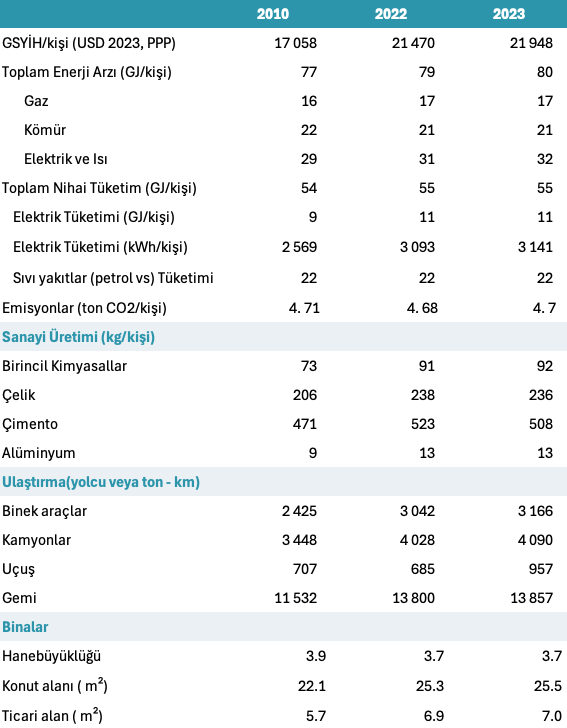 2010 2022 2023
GSYİH/kişi (USD 2023, PPP) 17 058 21 470 21 948
Toplam Enerji Arzı (GJ/kişi) 77 79 80
Gaz 16 17 17
Kömür 22 21 21
Elektrik ve Isı 29 31 32
Toplam Nihai Tüketim (GJ/kişi) 54 55 55
Elektrik Tüketimi (GJ/kişi) 9 11 11
Elektrik Tüketimi (kWh/kişi) 2 569 3 093 3 141
Sıvı yakıtlar (petrol vs) Tüketimi 22 22 22
Emisyonlar (ton CO2/kişi) 4. 71 4. 68 4. 7
Sanayi Üretimi (kg/kişi)
Birincil Kimyasallar 73 91 92
Çelik 206 238 236
Çimento 471 523 508
Alüminyum 9 13 13
Ulaştırma(yolcu veya ton - km)
Binek araçlar 2 425 3 042 3 166
Kamyonlar 3 448 4 028 4 090
Uçuş 707 685 957
Gemi 11 532 13 800 13 857
Binalar
Hanebüyüklüğü 3.9 3.7 3.7
Konut alanı ( m²) 22.1 25.3 25.5
Ticari alan ( m²) 5.7 6.9 7.0